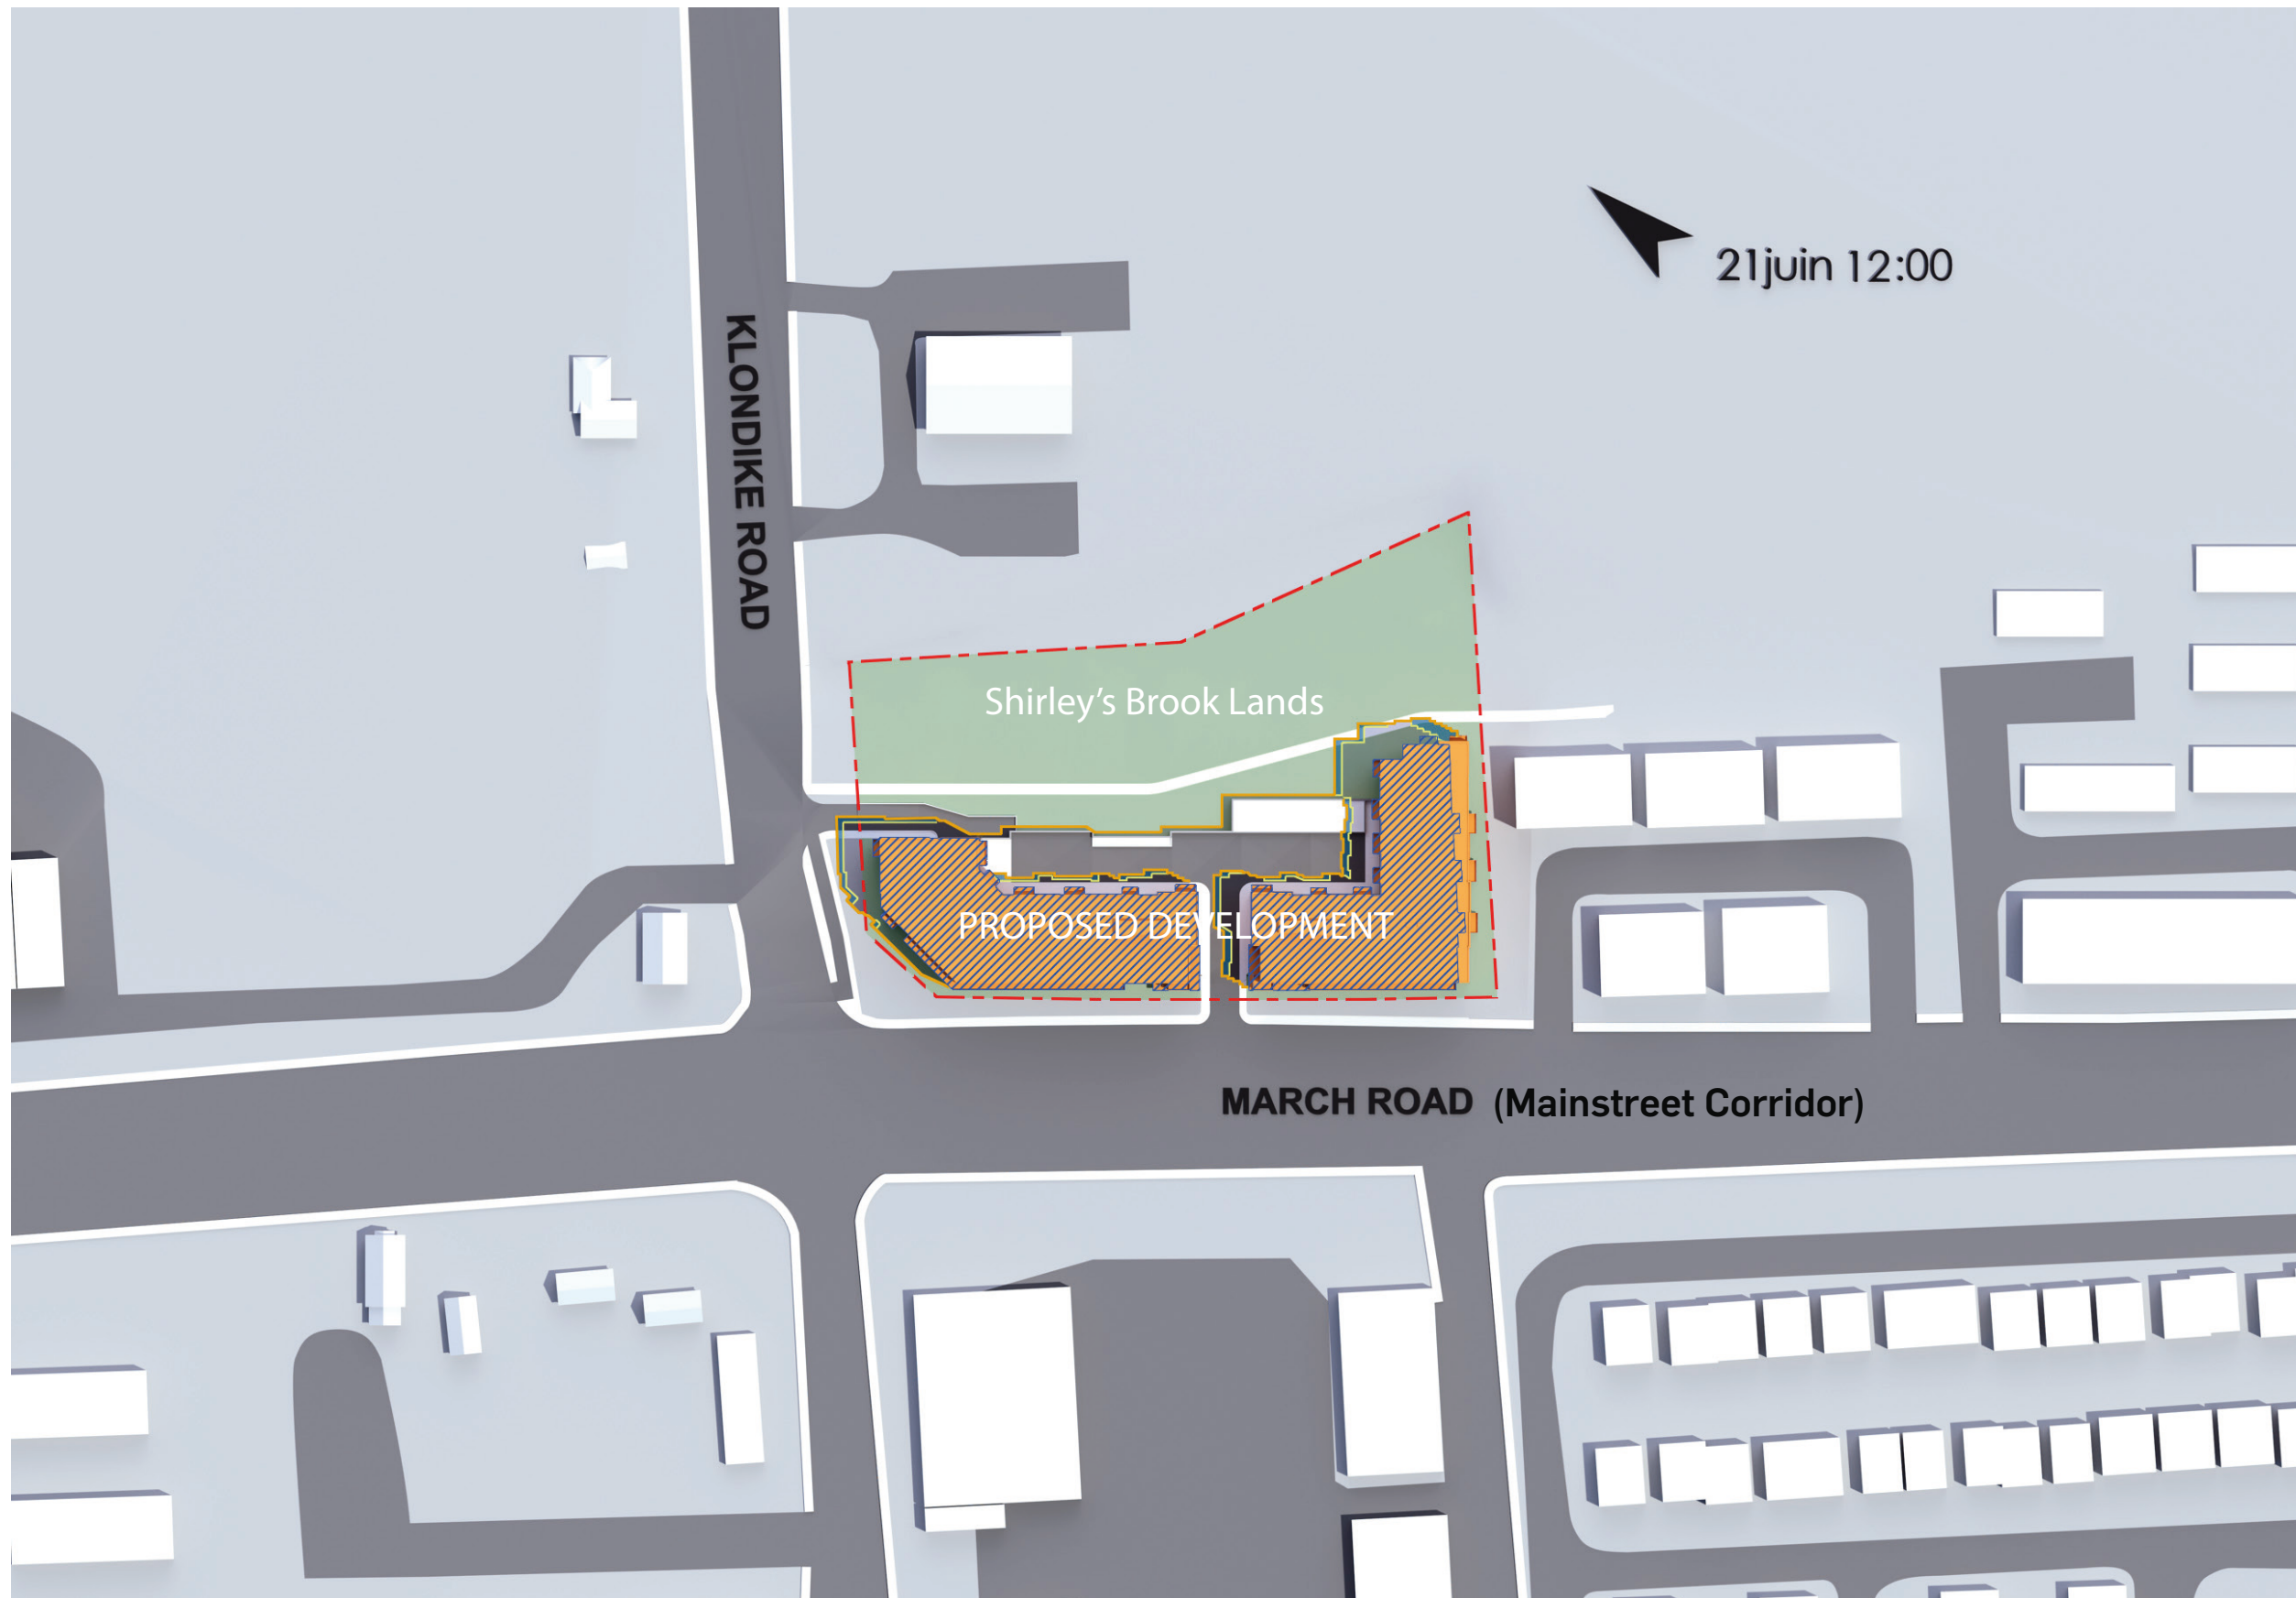 21juin 12:00
KLONDIKE ROAD
Shirley’s Brook Lands
PROPOSED DEVELOPMENT
MARCH ROAD (Mainstreet Corridor)